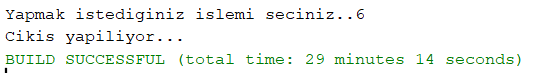 Yapmak istediginiz islemi seciniz..6
Cikis yapiliyor...
BUILD SUCCESSFUL (total time: 29 minutes 14 seconds)